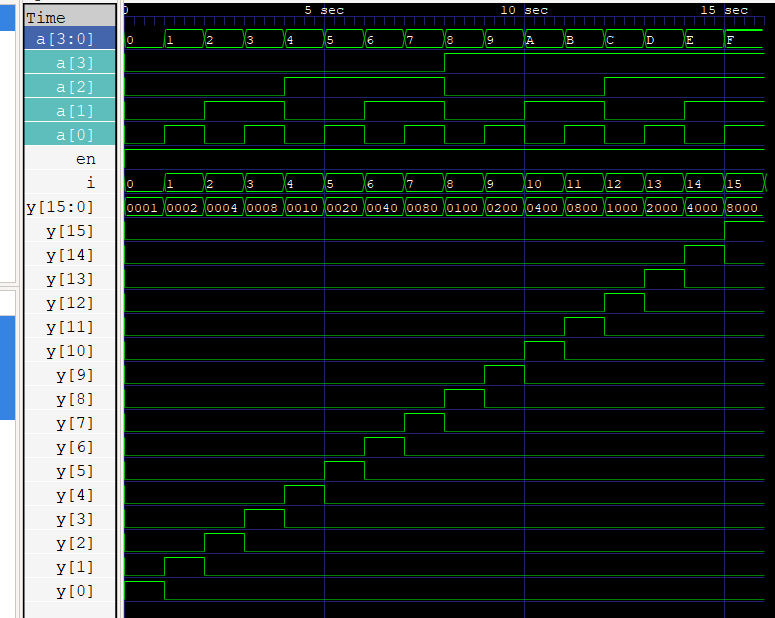 Time 0 5 sec 10 sec 15 sec
a[3:0] 0 1 2 3 4 5 6 7 8 9 A B C D E F
a[3]
a[2]
a[1]
a[0]
en
i 0 1 2 3 4 5 6 7 8 9 10 11 12 13 14 15
y[15:0] 0001 0002 0004 0008 0010 0020 0040 0080 0100 0200 0400 0800 1000 2000 4000 8000
y[15]
y[14]
y[13]
y[12]
y[11]
y[10]
y[9]
y[8]
y[7]
y[6]
y[5]
y[4]
y[3]
y[2]
y[1]
y[0]